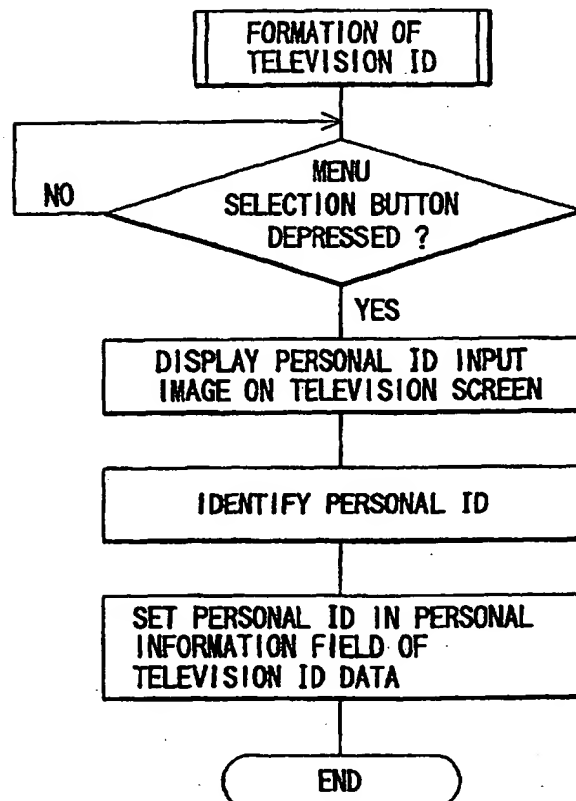 FORMATION OF
TELEVISION ID
MENU
SELECTION BUTTON
DEPRESSED ?
NO
YES
DISPLAY PERSONAL ID INPUT
IMAGE ON TELEVISION SCREEN
IDENTIFY PERSONAL ID
SET PERSONAL ID IN PERSONAL
INFORMATION FIELD OF
TELEVISION ID DATA
END